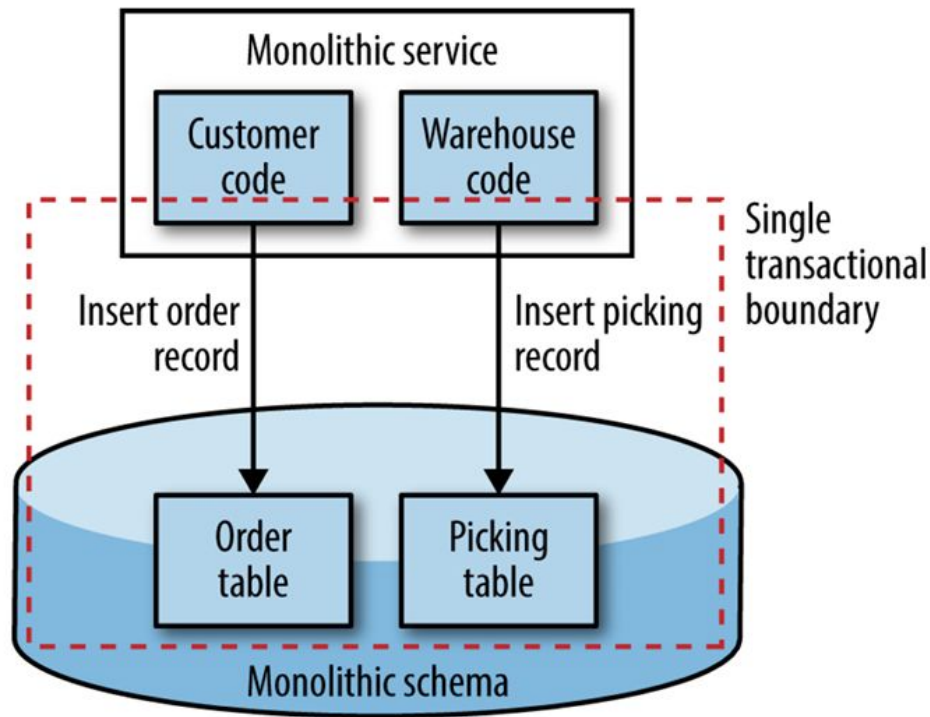 Monolithic service
Customer
code
Warehouse
code
Single
transactional
boundary
Insert order
record
Insert picking
record
Order
table
Picking
table
Monolithic schema